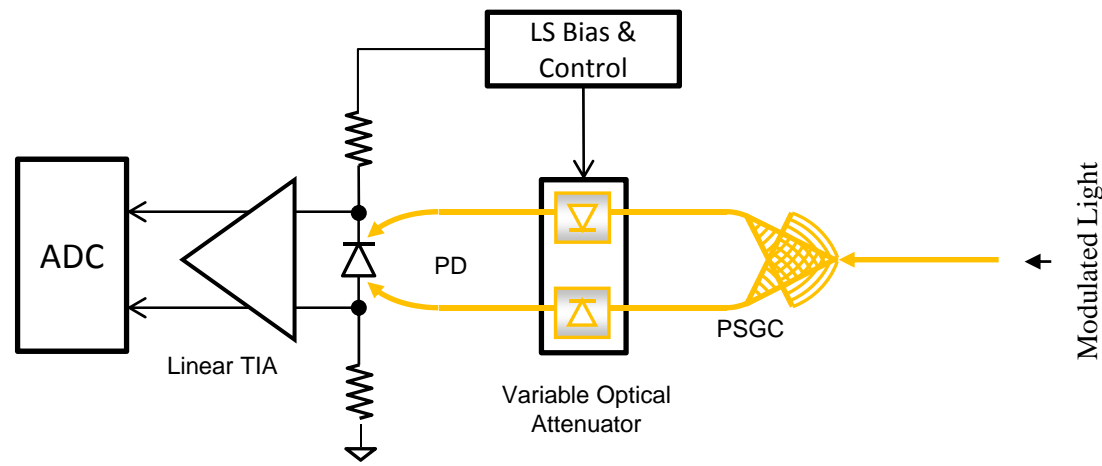 LS Bias &
Control
ADC
PD
Linear TIA
PSGC
Variable Optical
Attenuator
Modulated Light